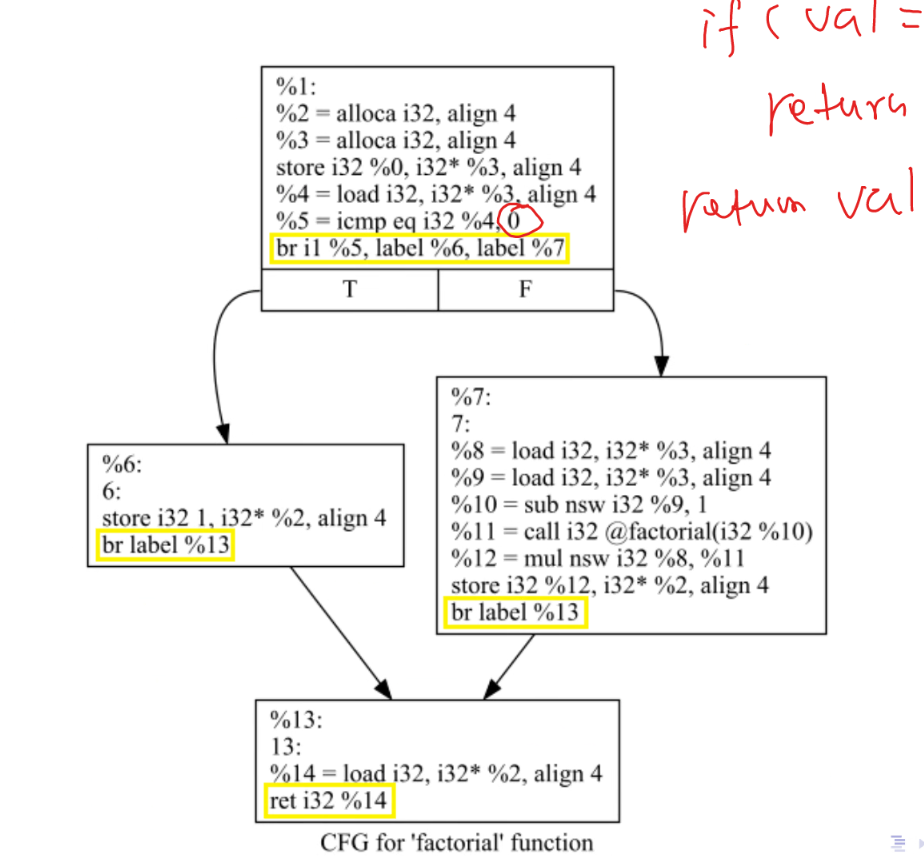 if ( val =
return
return val
%1:
%2 = alloca i32, align 4
%3 = alloca i32, align 4
store i32 %0, i32* %3, align 4
%4 = load i32, i32* %3, align 4
%5 = icmp eq i32 %4, 0
br i1 %5, label %6, label %7
T F
%7:
7:
%8 = load i32, i32* %3, align 4
%9 = load i32, i32* %3, align 4
%10 = sub nsw i32 %9, 1
%11 = call i32 @factorial(i32 %10)
%12 = mul nsw i32 %8, %11
store i32 %12, i32* %2, align 4
br label %13
%6:
6:
store i32 1, i32* %2, align 4
br label %13
%13:
13:
%14 = load i32, i32* %2, align 4
ret i32 %14
CFG for 'factorial' function